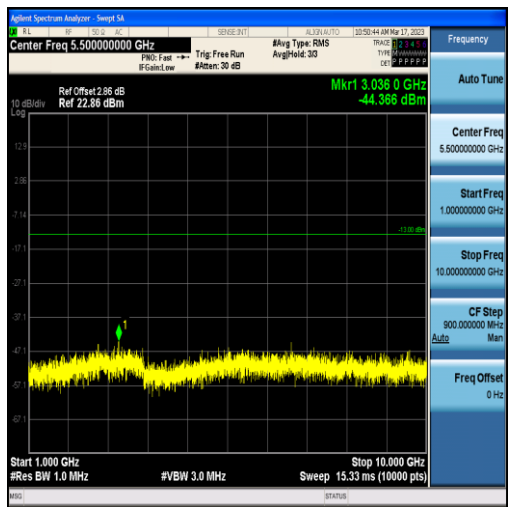 Agilent Spectrum Analyzer - Swept SA
RL RF 50 Ω AC SENSE:INT ALIGN AUTO 10:50:44 AM Mar 17, 2023
Center Freq 5.500000000 GHz
PNO: Fast
IFGain:Low
Trig: Free Run
#Atten: 30 dB
#Avg Type: RMS
Avg|Hold: 3/3
TRACE 1 2 3 4 5 6
TYPE
DET P P P P P P
Ref Offset 2.86 dB
10 dB/div Ref 22.86 dBm
Log
Mkr1 3.036 0 GHz
-44.366 dBm
12.9
2.86
-7.14
-17.1
-27.1
-37.1
-47.1
-57.1
-67.1
-13.00 dBm
1
Start 1.000 GHz Stop 10.000 GHz
#Res BW 1.0 MHz #VBW 3.0 MHz Sweep 15.33 ms (10000 pts)
MSG STATUS
Frequency
Auto Tune
Center Freq
5.500000000 GHz
Start Freq
1.000000000 GHz
Stop Freq
10.000000000 GHz
CF Step
900.000000 MHz
Auto Man
Freq Offset
0 Hz